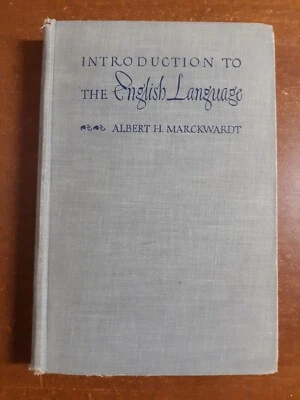 INTRODUCTION TO
THE English Language
ALBERT H. MARCKWARDT